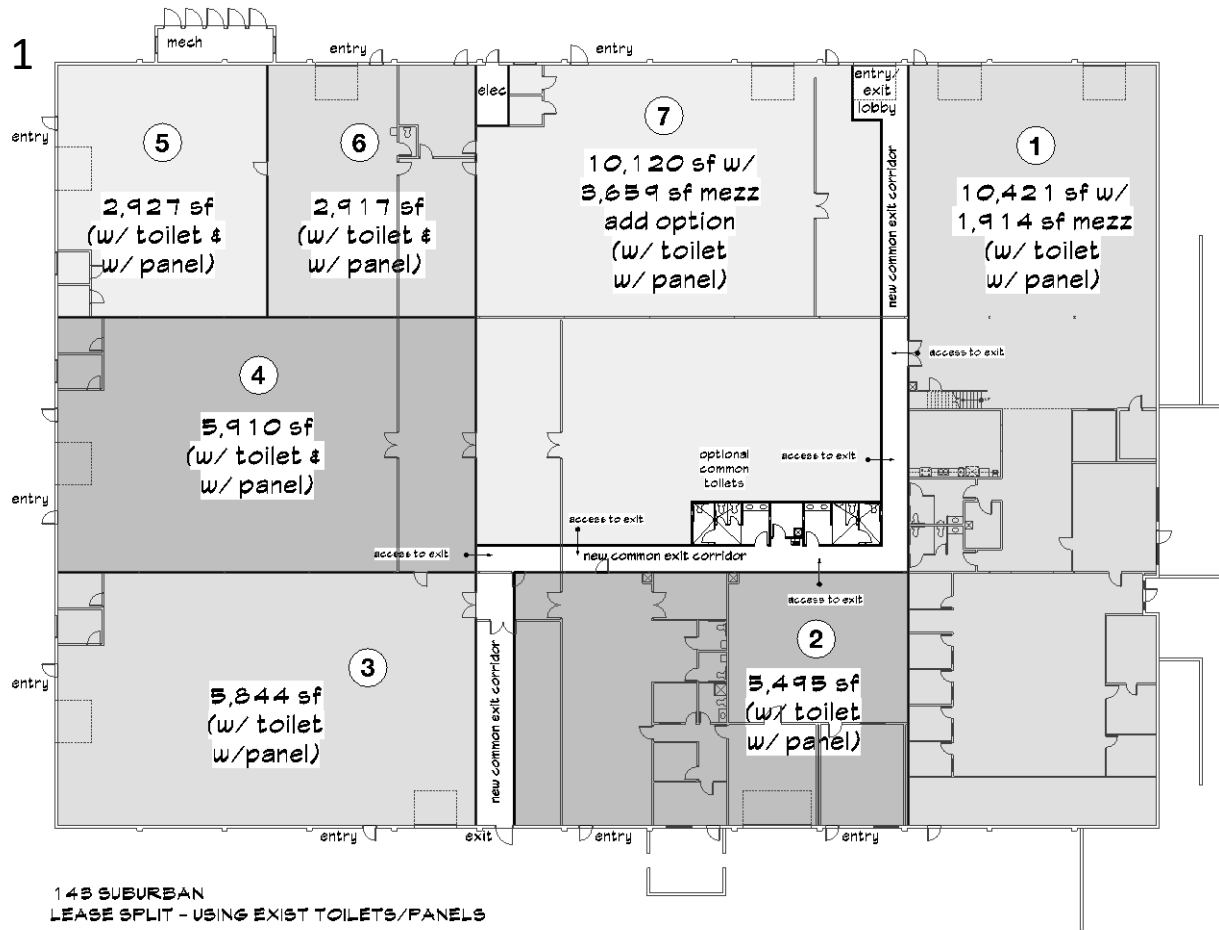 1
mech
entry
entry
elec
entry/
exit
lobby
entry
5
2,927 sf
(w/ toilet &
w/ panel)
6
2,917 sf
(w/ toilet &
w/ panel)
7
10,120 sf w/
3,659 sf mezz
add option
(w/ toilet
w/ panel)
new common exit corridor
1
10,421 sf w/
1,914 sf mezz
(w/ toilet
w/ panel)
access to exit
4
5,910 sf
(w/ toilet &
w/ panel)
entry
optional
common
toilets
access to exit
access to exit
access to exit
new common exit corridor
access to exit
3
5,844 sf
(w/ toilet
w/panel)
entry
new common exit corridor
2
5,495 sf
(w/ toilet
w/ panel)
entry
exit
entry
entry
143 SUBURBAN
LEASE SPLIT - USING EXIST TOILETS/PANELS